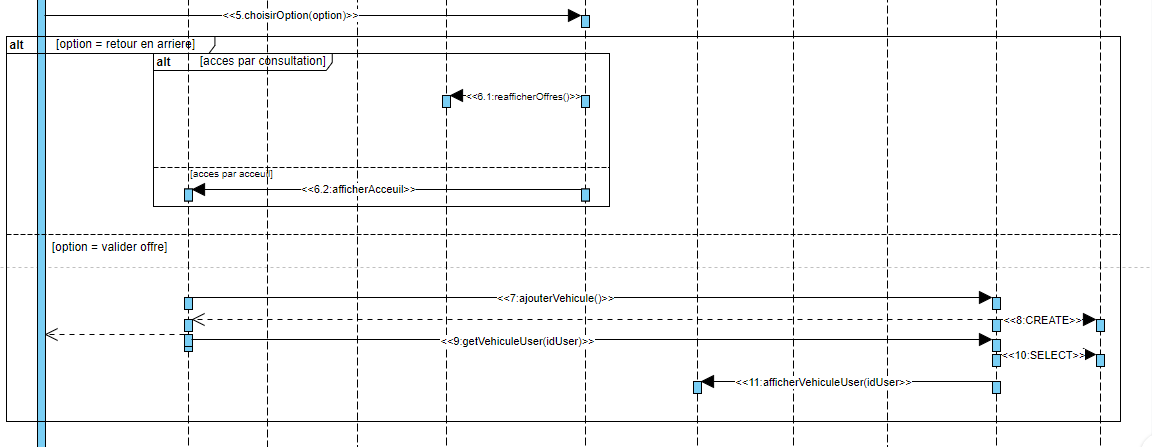 <<5.choisirOption(option)>>
alt [option = retour en arriere]
alt [acces par consultation]
<<6.1:reafficherOffres()>>
[acces par acceuil]
<<6.2:afficherAcceuil>>
[option = valider offre]
<<7:ajouterVehicule()>>
<<8:CREATE>>
<<9:getVehiculeUser(idUser)>>
<<10:SELECT>>
<<11:afficherVehiculeUser(idUser>>